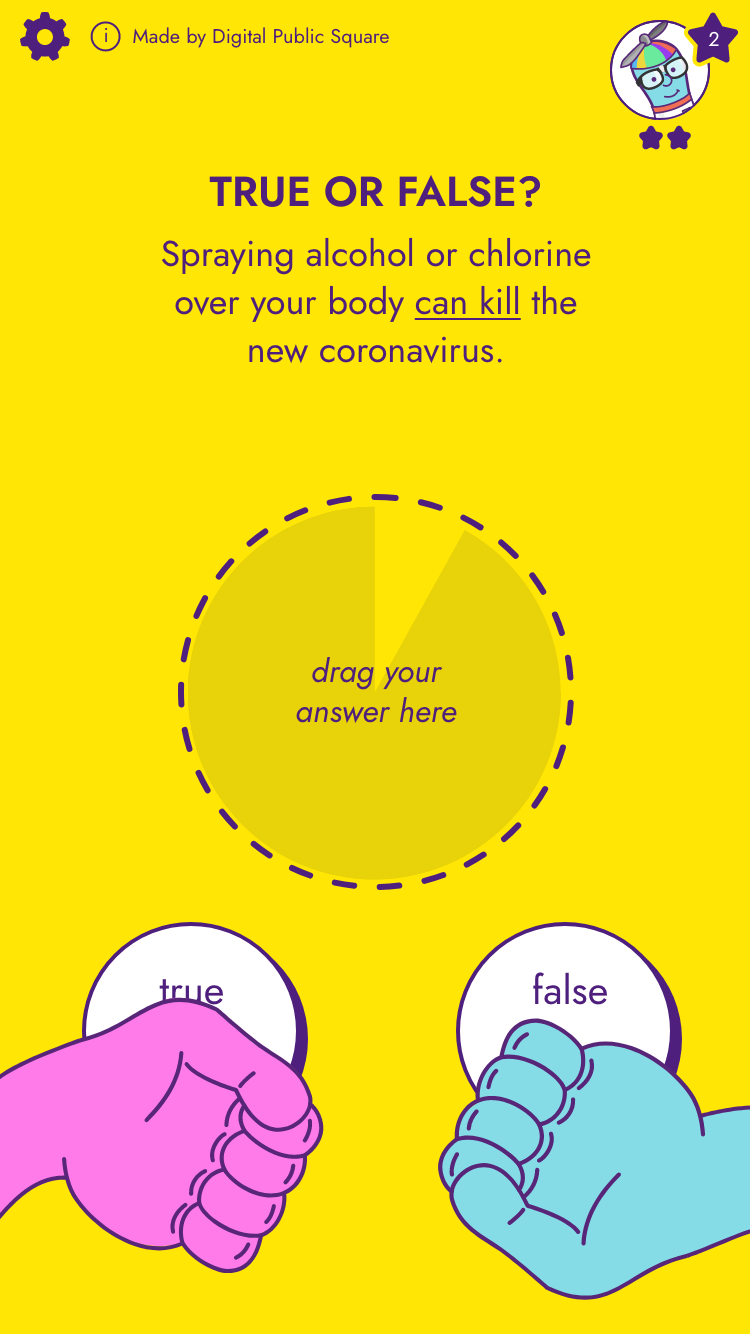 i Made by Digital Public Square
2
TRUE OR FALSE?
Spraying alcohol or chlorine
over your body can kill the
new coronavirus.
drag your
answer here
true
false